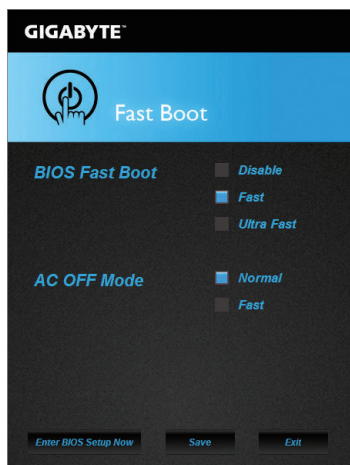 GIGABYTE™
Fast Boot
BIOS Fast Boot
Disable
Fast
Ultra Fast
AC OFF Mode
Normal
Fast
Enter BIOS Setup Now Save Exit